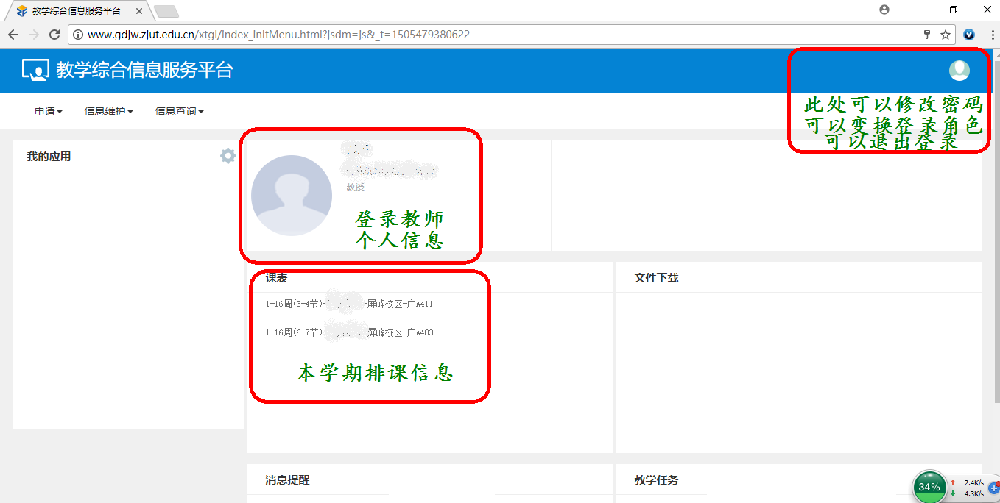 教学综合信息服务平台
www.gdjw.zjut.edu.cn/xtgl/index_initMenu.html?jsdm=js&_t=1505479380622
教学综合信息服务平台
此处可以修改密码
可以变换登录角色
可以退出登录
申请 信息维护 信息查询
我的应用
教授
登录教师
个人信息
课表
文件下载
1-16周(3-4节)- -屏峰校区-广A411
1-16周(6-7节)- -屏峰校区-广A403
本学期排课信息
消息提醒
教学任务
34%
2.4K/s
4.3K/s